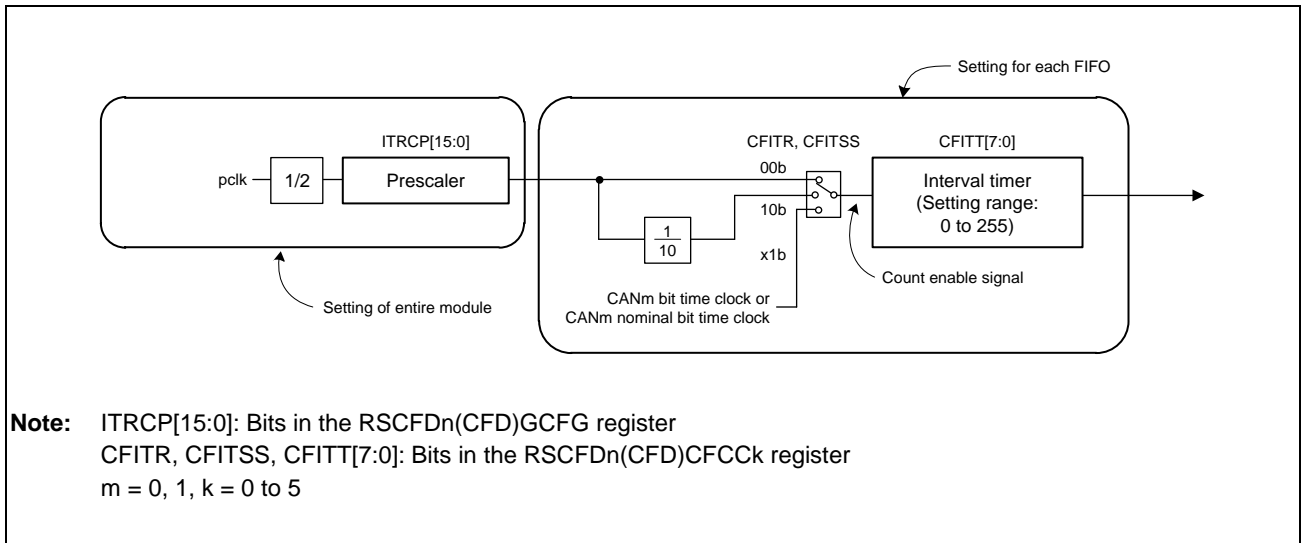 Setting for each FIFO
ITRCP[15:0]
CFITR, CFITSS
CFITT[7:0]
pclk
1/2
Prescaler
00b
10b
x1b
1
10
Interval timer
(Setting range:
0 to 255)
Count enable signal
Setting of entire module
CANm bit time clock or
CANm nominal bit time clock
Note: ITRCP[15:0]: Bits in the RSCFDn(CFD)GCFG register
CFITR, CFITSS, CFITT[7:0]: Bits in the RSCFDn(CFD)CFCCk register
m = 0, 1, k = 0 to 5